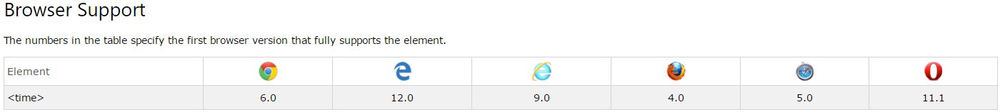 Browser Support
The numbers in the table specify the first browser version that fully supports the element.
Element
<time> 6.0 12.0 9.0 4.0 5.0 11.1